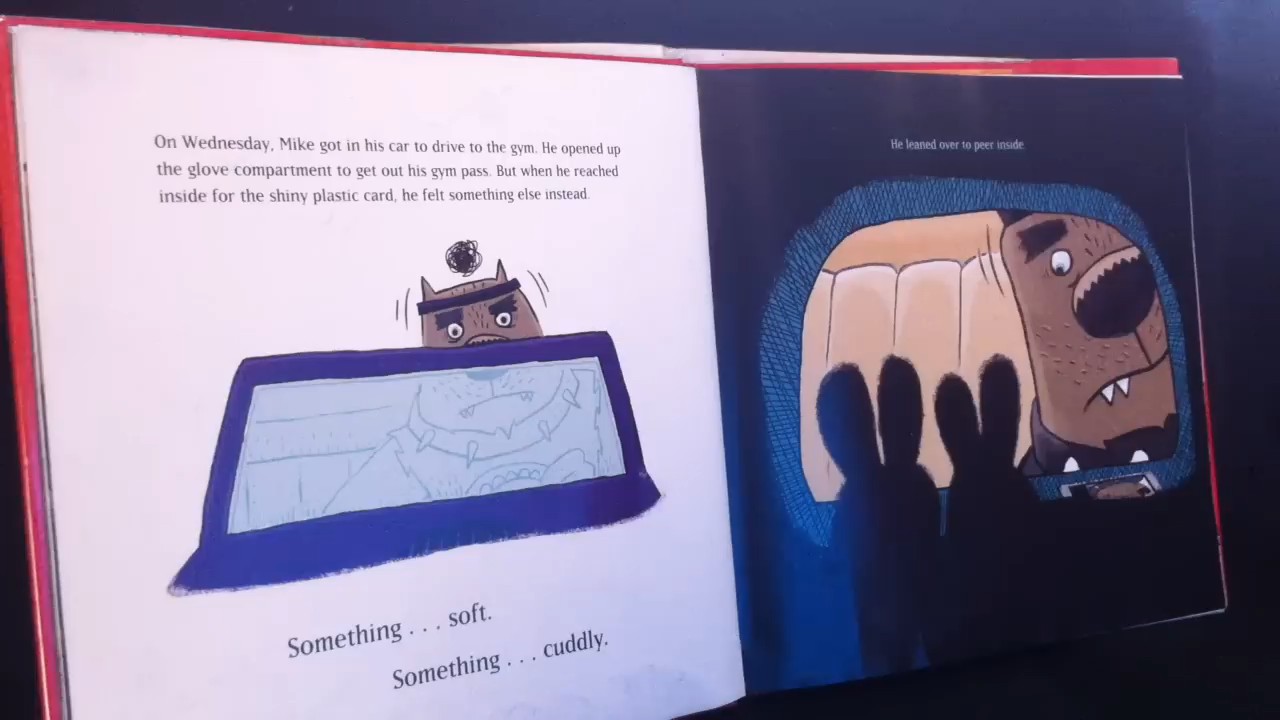 On Wednesday, Mike got in his car to drive to the gym. He opened up
the glove compartment to get out his gym pass. But when he reached
inside for the shiny plastic card, he felt something else instead.
Something . . . soft.
Something . . . cuddly.
He leaned over to peer inside.